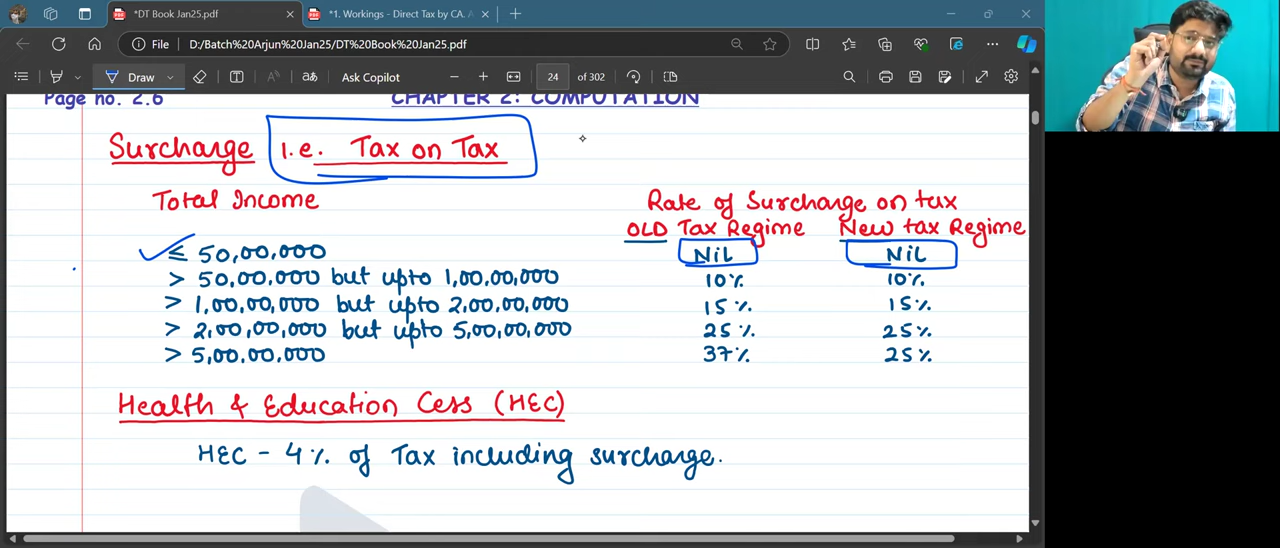 *DT Book Jan25.pdf
*1. Workings - Direct Tax by CA. A
File
D:/Batch%20Arjun%20Jan25/DT%20Book%20Jan25.pdf
Draw
aあ
Ask Copilot
24 of 302
Page no. 2.6
CHAPTER 2: COMPUTATION
Surcharge i.e. Tax on Tax
Total Income
Rate of Surcharge on tax
OLD Tax Regime New tax Regime
≤ 50,00,000 Nil Nil
> 50,00,000 but upto 1,00,00,000 10% 10%
> 1,00,00,000 but upto 2,00,00,000 15% 15%
> 2,00,00,000 but upto 5,00,00,000 25% 25%
> 5,00,00,000 37% 25%
Health & Education Cess (HEC)
HEC - 4% of Tax including surcharge.